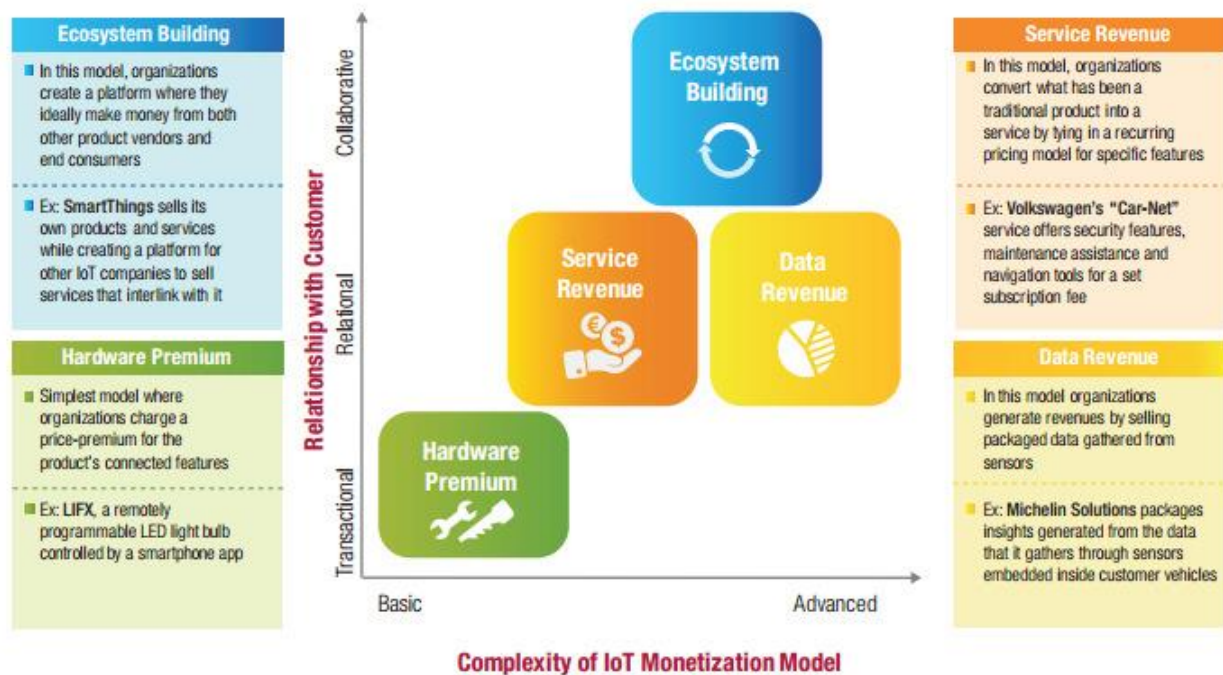 Ecosystem Building
In this model, organizations
create a platform where they
ideally make money from both
other product vendors and
end consumers
Ex: SmartThings sells its
own products and services
while creating a platform for
other IoT companies to sell
services that interlink with it
Hardware Premium
Simplest model where
organizations charge a
price-premium for the
product's connected features
Ex: LIFX, a remotely
programmable LED light bulb
controlled by a smartphone app
Relationship with Customer
Collaborative
Relational
Transactional
Ecosystem
Building
Service
Revenue
€
$
Data
Revenue
Hardware
Premium
Basic
Advanced
Complexity of IoT Monetization Model
Service Revenue
In this model, organizations
convert what has been a
traditional product into a
service by tying in a recurring
pricing model for specific features
Ex: Volkswagen's “Car-Net”
service offers security features,
maintenance assistance and
navigation tools for a set
subscription fee
Data Revenue
In this model organizations
generate revenues by selling
packaged data gathered from
sensors
Ex: Michelin Solutions packages
insights generated from the data
that it gathers through sensors
embedded inside customer vehicles